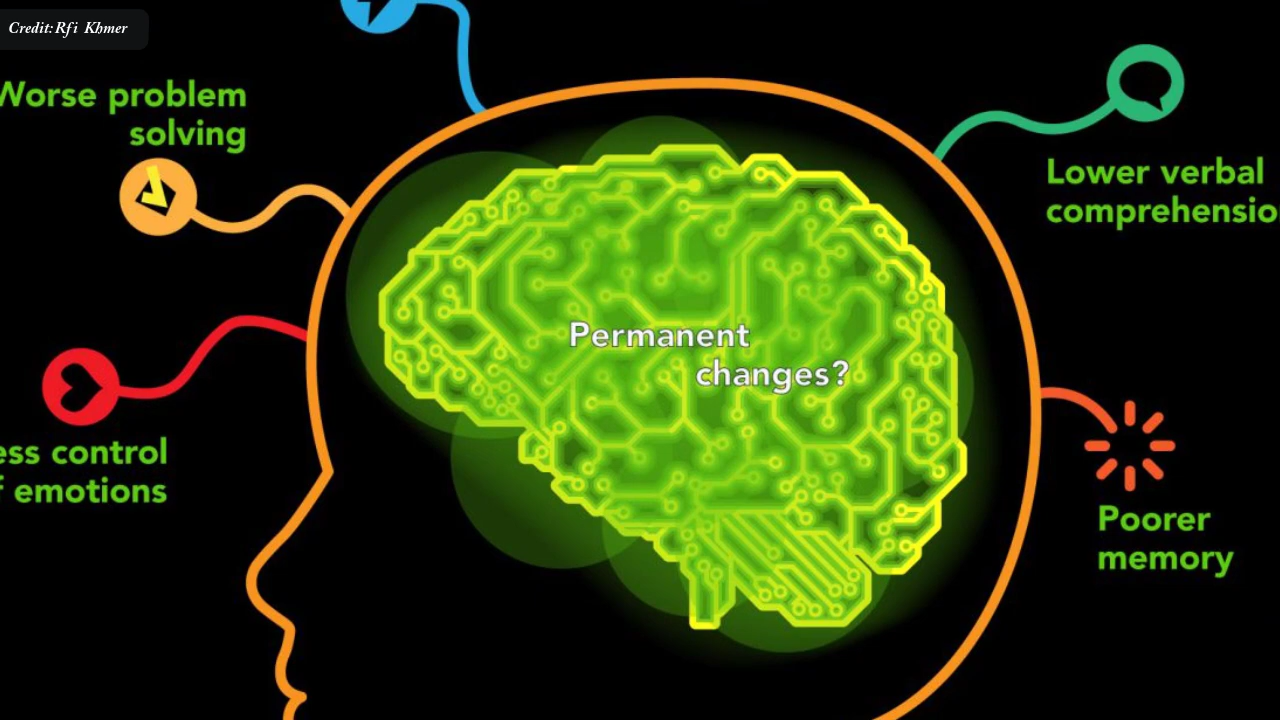 Credit:Rfi Khmer
Worse problem
solving
Lower verbal
comprehensio
Permanent
changes?
ess control
f emotions
Poorer
memory